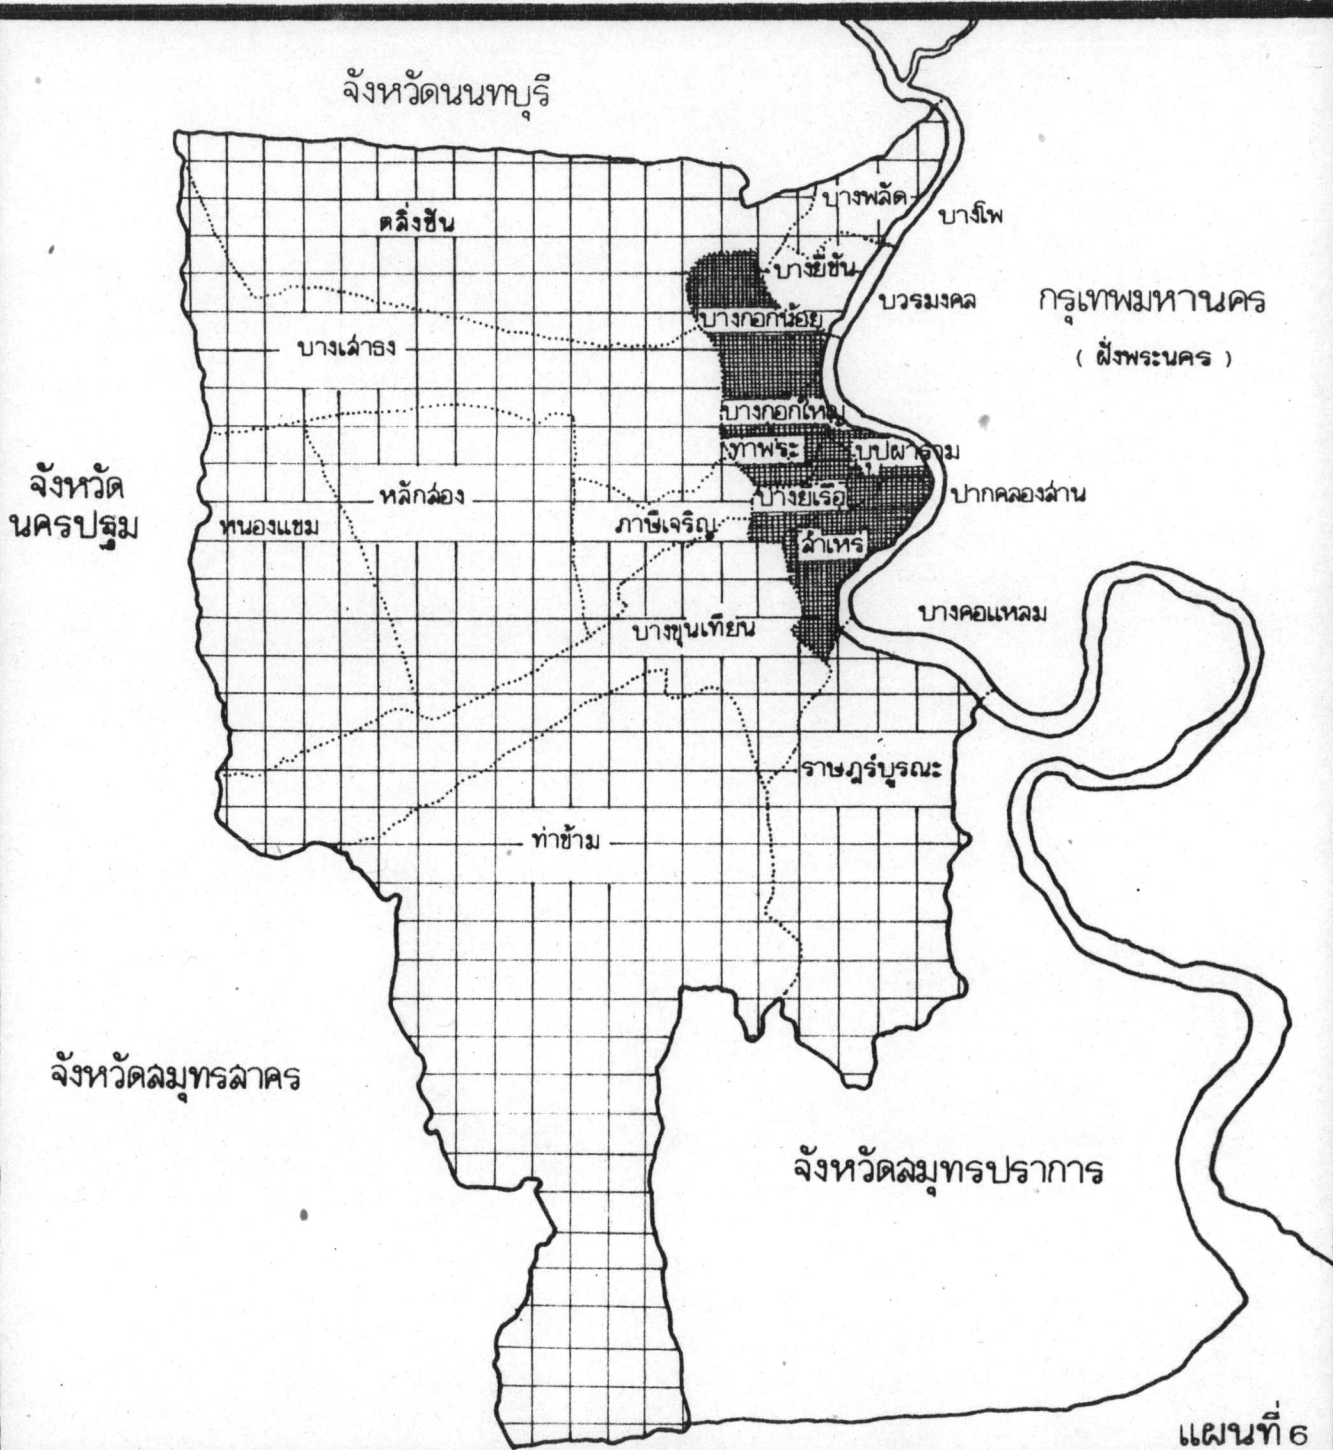 จังหวัดนนทบุรี
บางพลัด
บางโพ
ตลิ่งชัน
บางยี่ขัน
บวรมงคล
กรุเทพมหานคร
( ฝั่งพระนคร )
บางกอกน้อย
บางเสาธง
บางกอกใหญ่
ท่าพระ
บุปผาราม
จังหวัด
นครปฐม
หลักสอง
บางยี่เรือ
ปากคลองสาน
หนองแขม
ภาษีเจริญ
สำเหร่
บางคอแหลม
บางขุนเทียน
ราษฎร์บูรณะ
ท่าข้าม
จังหวัดสมุทรสาคร
จังหวัดสมุทรปราการ
แผนที่ 6